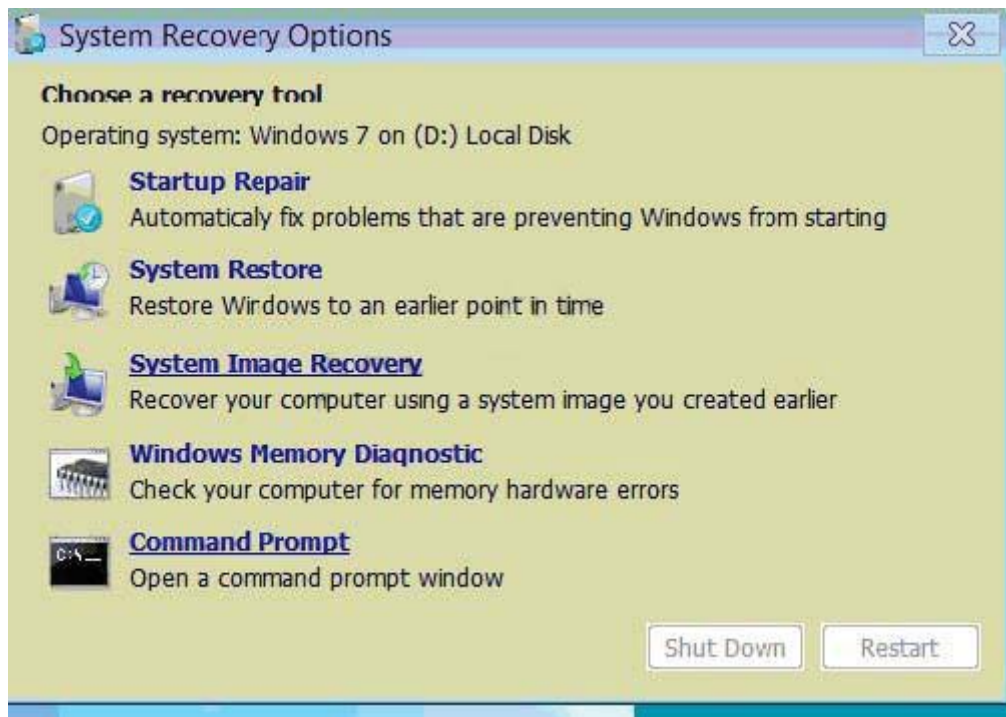 System Recovery Options
Choose a recovery tool
Operating system: Windows 7 on (D:) Local Disk
Startup Repair
Automaticaly fix problems that are preventing Windows from starting
System Restore
Restore Windows to an earlier point in time
System Image Recovery
Recover your computer using a system image you created earlier
Windows Memory Diagnostic
Check your computer for memory hardware errors
C:\_
Command Prompt
Open a command prompt window
Shut Down Restart